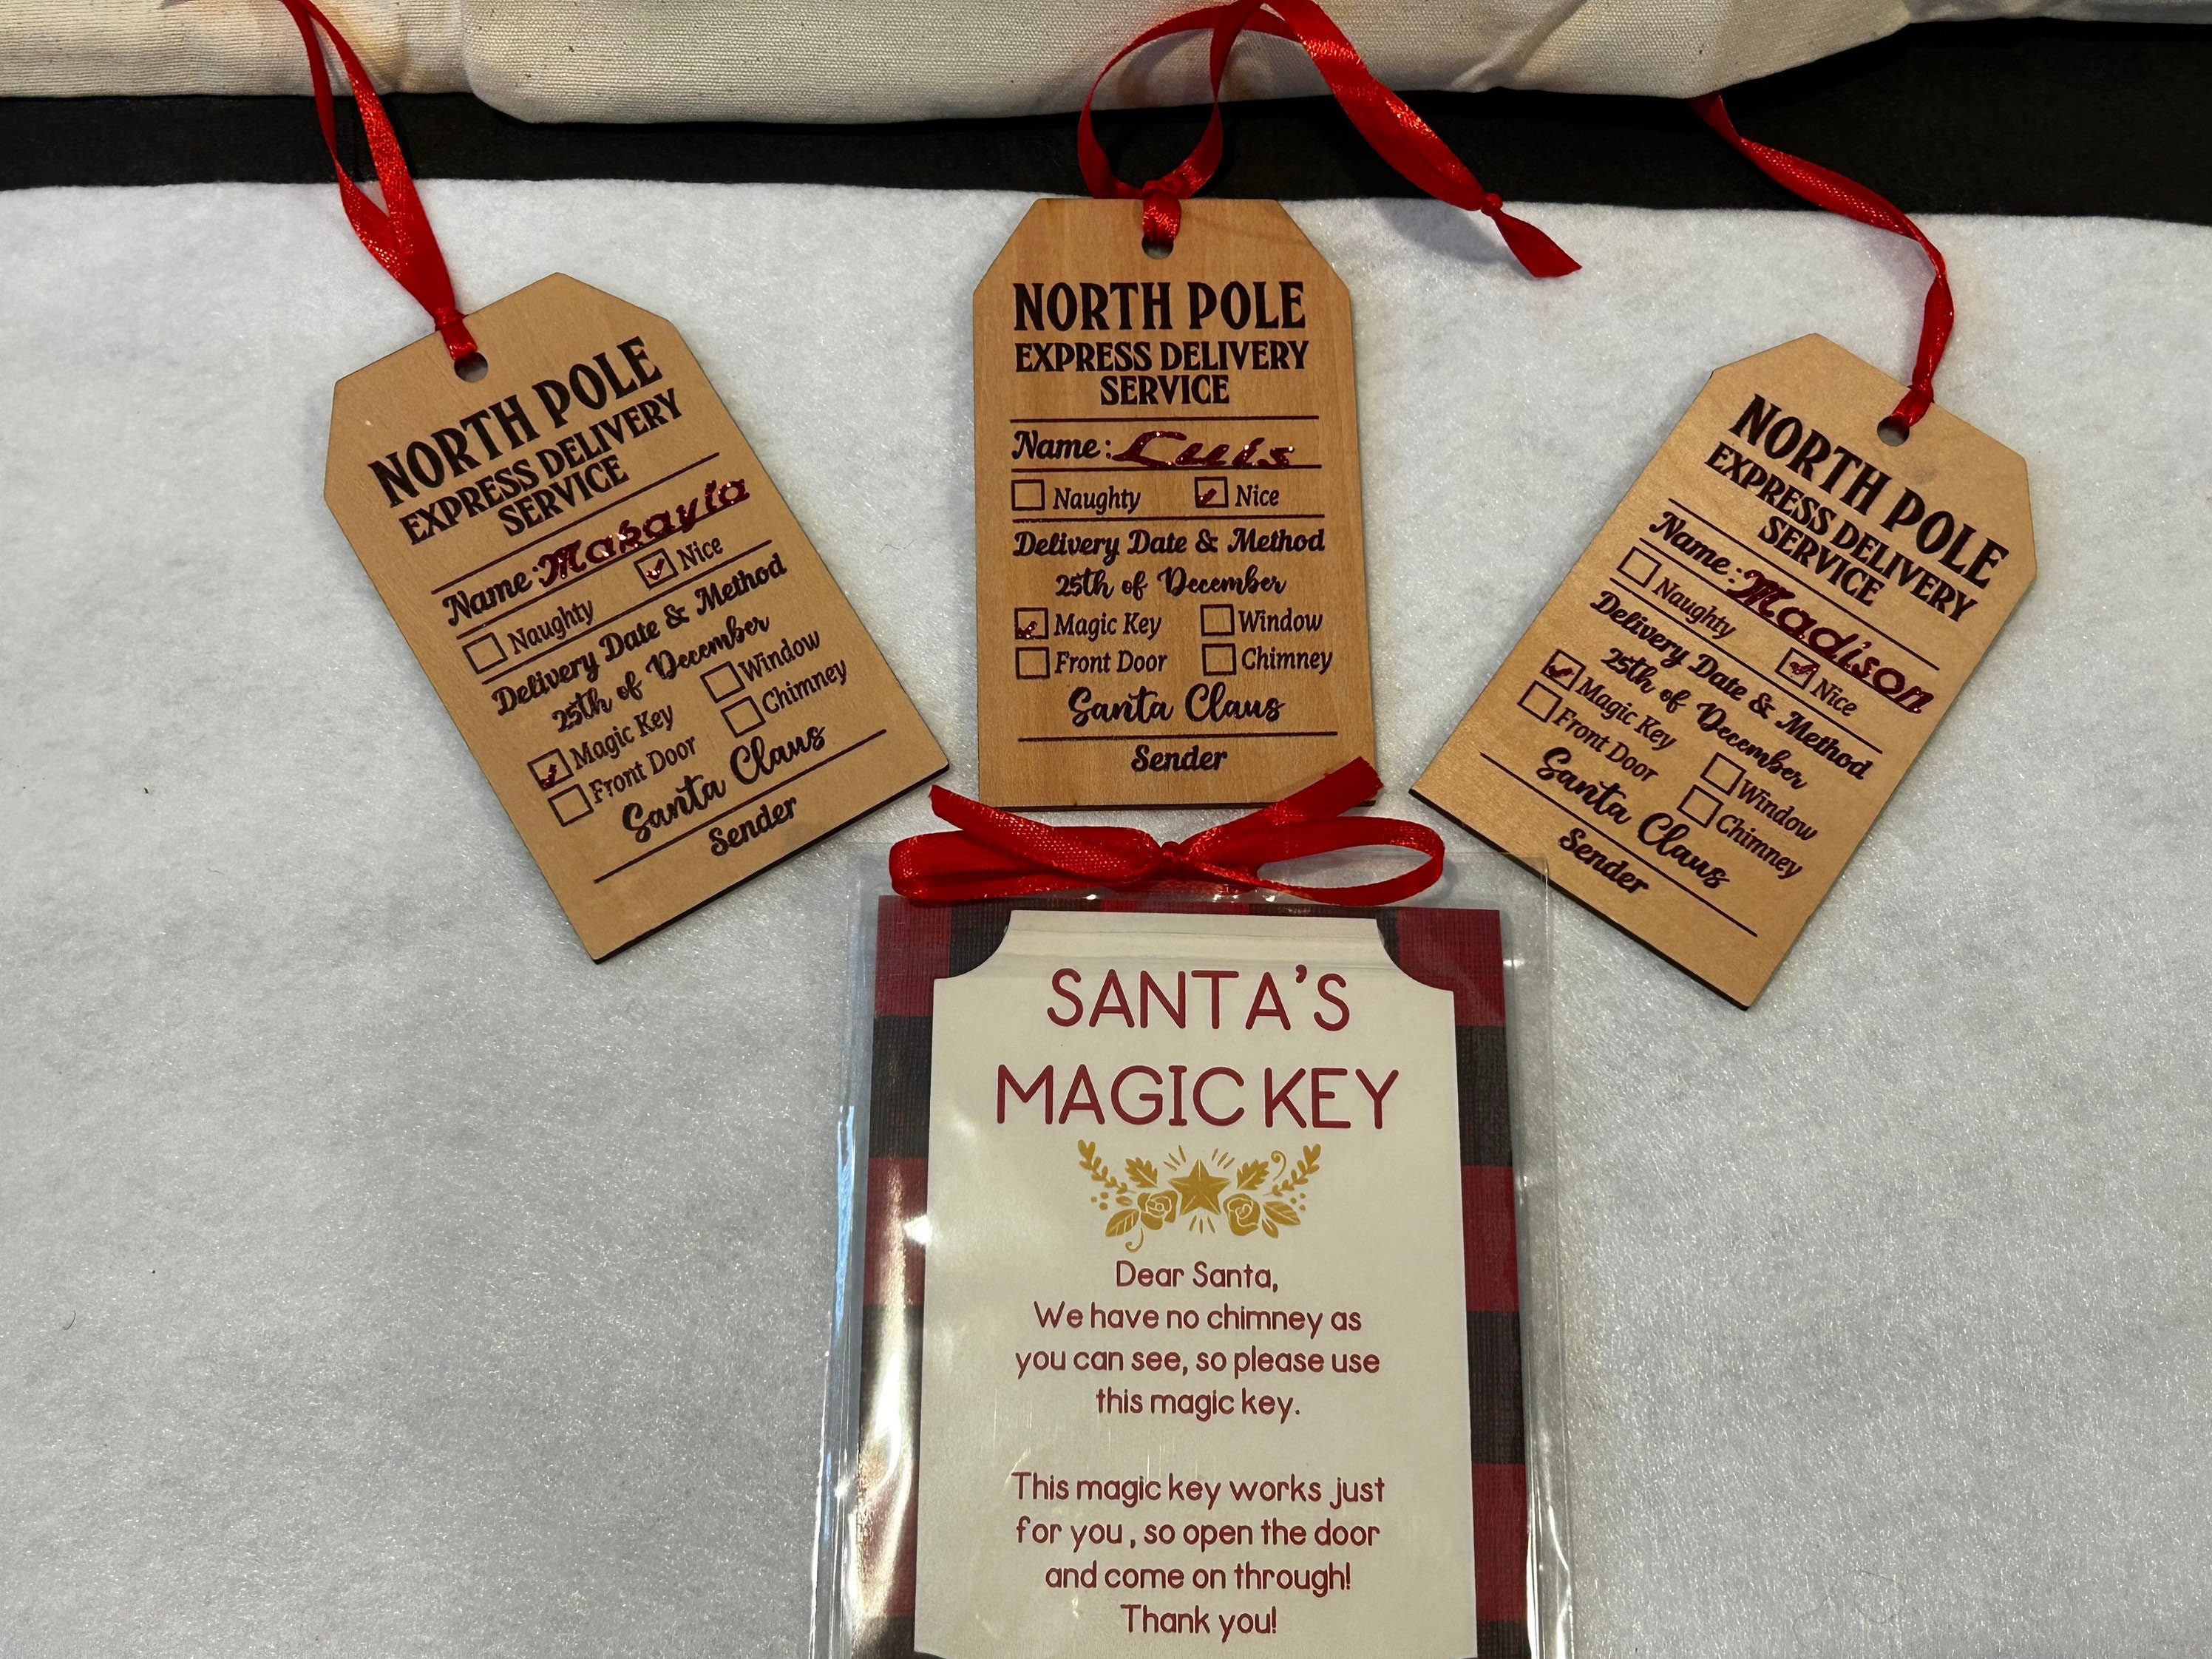 NORTH POLE
EXPRESS DELIVERY
SERVICE
Name: Makayla
Naughty Nice
Delivery Date & Method
25th of December
Magic Key Window
Front Door Chimney
Santa Claus
Sender
NORTH POLE
EXPRESS DELIVERY
SERVICE
Name: Luis
Naughty Nice
Delivery Date & Method
25th of December
Magic Key Window
Front Door Chimney
Santa Claus
Sender
NORTH POLE
EXPRESS DELIVERY
SERVICE
Name: Madison
Naughty Nice
Delivery Date & Method
25th of December
Magic Key Window
Front Door Chimney
Santa Claus
Sender
SANTA'S
MAGIC KEY
Dear Santa,
We have no chimney as
you can see, so please use
this magic key.
This magic key works just
for you, so open the door
and come on through!
Thank you!